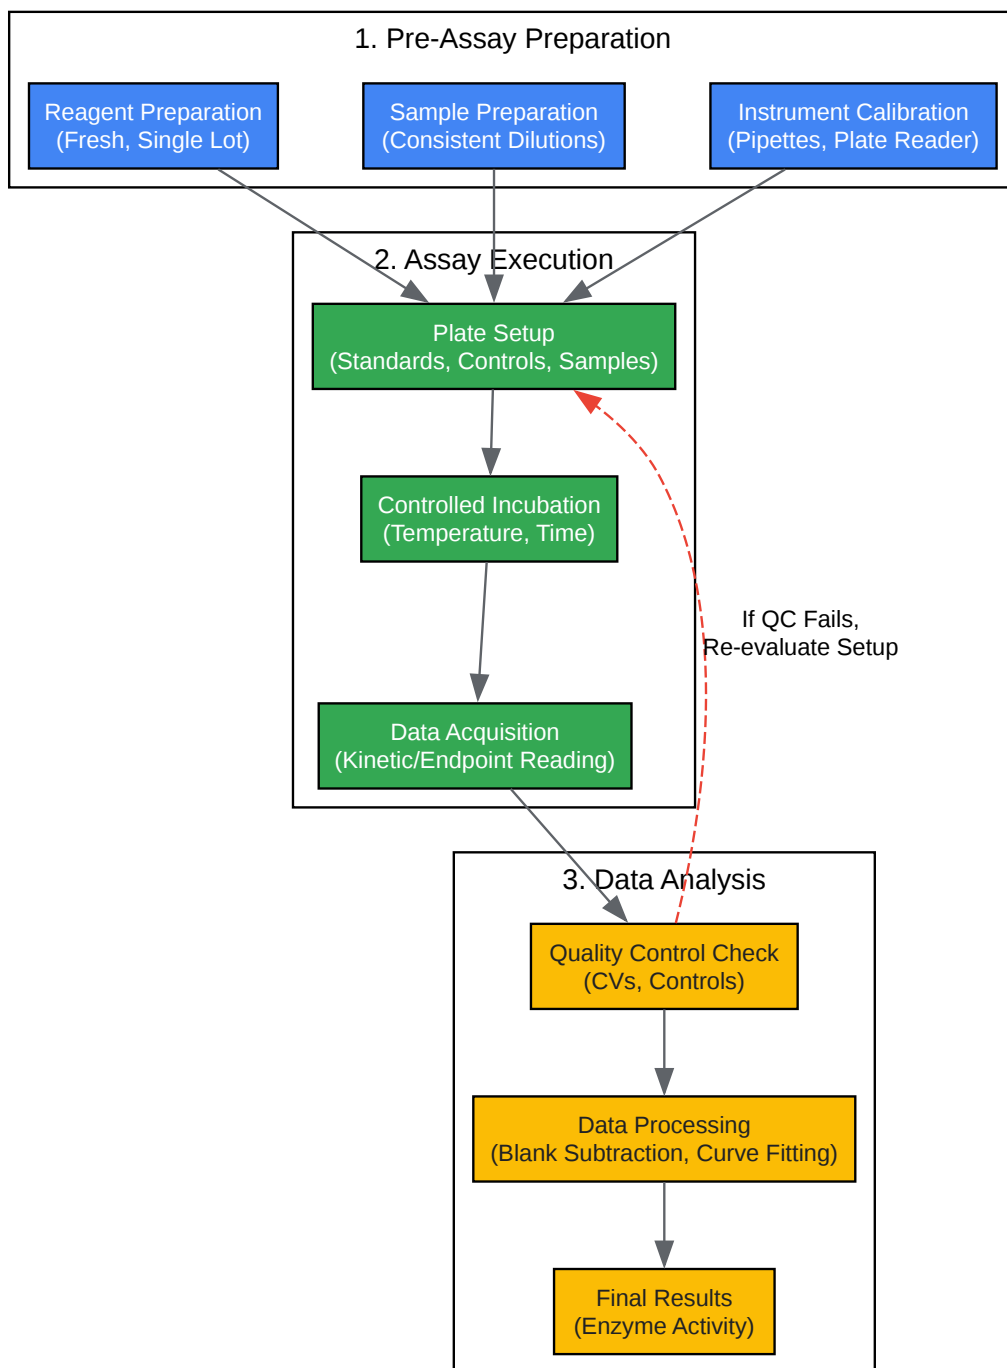 1. Pre-Assay Preparation
Reagent Preparation
(Fresh, Single Lot)
Sample Preparation
(Consistent Dilutions)
Instrument Calibration
(Pipettes, Plate Reader)
2. Assay Execution
Plate Setup
(Standards, Controls, Samples)
Controlled Incubation
(Temperature, Time)
If QC Fails,
Re-evaluate Setup
Data Acquisition
(Kinetic/Endpoint Reading)
3. Data Analysis
Quality Control Check
(CVs, Controls)
Data Processing
(Blank Subtraction, Curve Fitting)
Final Results
(Enzyme Activity)